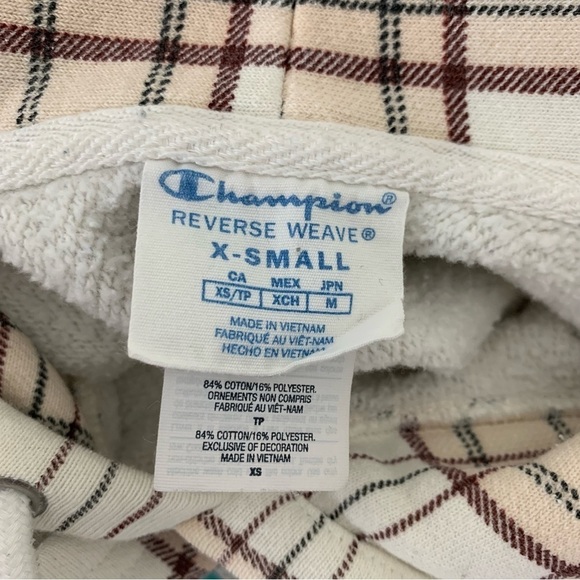 Champion®
REVERSE WEAVE®
X-SMALL
CA MEX JPN
XS/TP XCH M
MADE IN VIETNAM
FABRIQUÉ AU VIET-NAM
HECHO EN VIETNAM
84% COTON/16% POLYESTER.
ORNEMENTS NON COMPRIS
FABRIQUÉ AU VIÊT-NAM
TP
84% COTTON/16% POLYESTER.
EXCLUSIVE OF DECORATION
MADE IN VIETNAM
XS